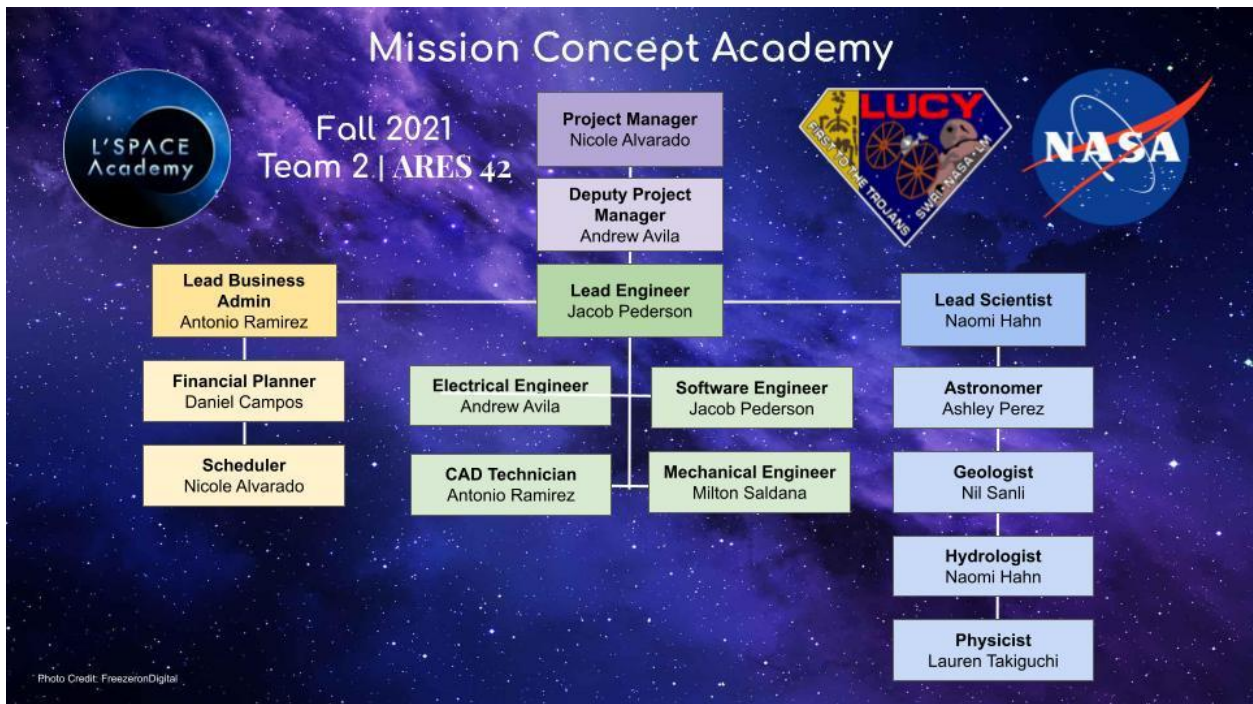 Mission Concept Academy
L'SPACE
Academy
Fall 2021
Team 2 | ARES 42
Project Manager
Nicole Alvarado
LUCY
FIRST TO THE TROJANS
SWRI-NASA-LM
NASA
Deputy Project
Manager
Andrew Avila
Lead Business
Admin
Antonio Ramirez
Lead Engineer
Jacob Pederson
Lead Scientist
Naomi Hahn
Financial Planner
Daniel Campos
Electrical Engineer
Andrew Avila
Software Engineer
Jacob Pederson
Astronomer
Ashley Perez
Scheduler
Nicole Alvarado
CAD Technician
Antonio Ramirez
Mechanical Engineer
Milton Saldana
Geologist
Nil Sanli
Hydrologist
Naomi Hahn
Physicist
Lauren Takiguchi
Photo Credit: FreezeronDigital